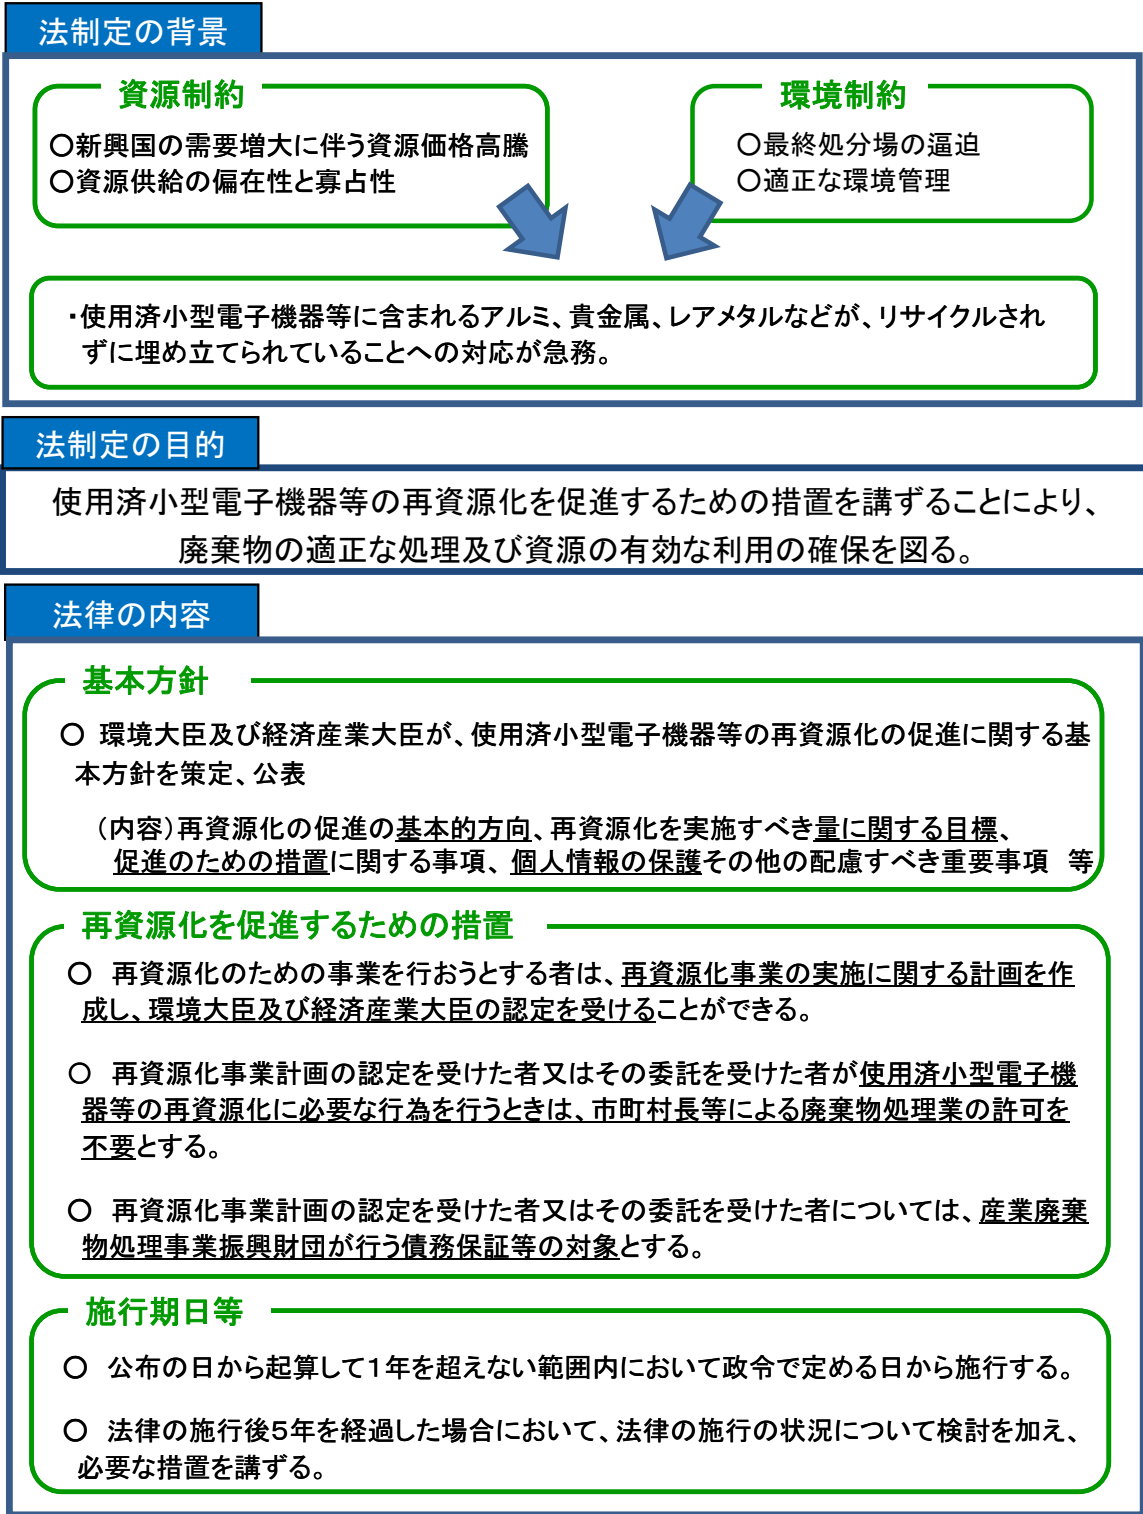 法制定の背景
資源制約
○新興国の需要増大に伴う資源価格高騰
○資源供給の偏在性と寡占性
環境制約
○最終処分場の逼迫
○適正な環境管理
・使用済小型電子機器等に含まれるアルミ、貴金属、レアメタルなどが、リサイクルされ
ずに埋め立てられていることへの対応が急務。
法制定の目的
使用済小型電子機器等の再資源化を促進するための措置を講ずることにより、
廃棄物の適正な処理及び資源の有効な利用の確保を図る。
法律の内容
基本方針
○ 環境大臣及び経済産業大臣が、使用済小型電子機器等の再資源化の促進に関する基
本方針を策定、公表
（内容）再資源化の促進の基本的方向、再資源化を実施すべき量に関する目標、
促進のための措置に関する事項、個人情報の保護その他の配慮すべき重要事項　等
再資源化を促進するための措置
○　再資源化のための事業を行おうとする者は、再資源化事業の実施に関する計画を作
成し、環境大臣及び経済産業大臣の認定を受けることができる。
○　再資源化事業計画の認定を受けた者又はその委託を受けた者が使用済小型電子機
器等の再資源化に必要な行為を行うときは、市町村長等による廃棄物処理業の許可を
不要とする。
○　再資源化事業計画の認定を受けた者又はその委託を受けた者については、産業廃棄
物処理事業振興財団が行う債務保証等の対象とする。
施行期日等
○　公布の日から起算して１年を超えない範囲内において政令で定める日から施行する。
○　法律の施行後５年を経過した場合において、法律の施行の状況について検討を加え、
必要な措置を講ずる。